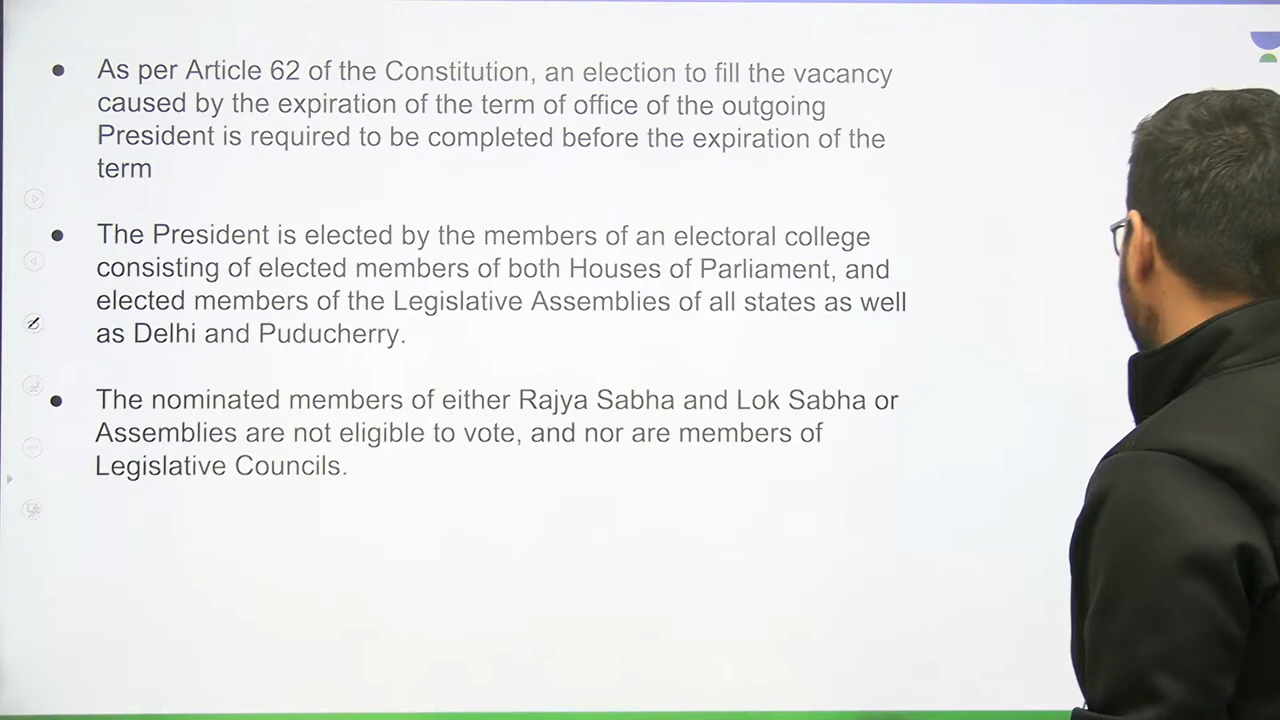 ● As per Article 62 of the Constitution, an election to fill the vacancy
caused by the expiration of the term of office of the outgoing
President is required to be completed before the expiration of the
term
● The President is elected by the members of an electoral college
consisting of elected members of both Houses of Parliament, and
elected members of the Legislative Assemblies of all states as well
as Delhi and Puducherry.
● The nominated members of either Rajya Sabha and Lok Sabha or
Assemblies are not eligible to vote, and nor are members of
Legislative Councils.